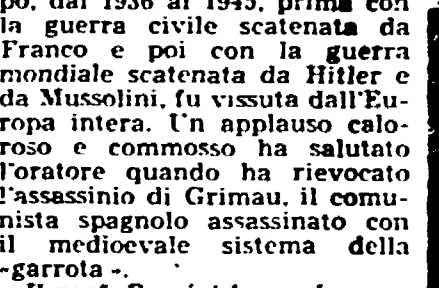 po, dal 1936 al 1945, prima con
la guerra civile scatenata da
Franco e poi con la guerra
mondiale scatenata da Hitler e
da Mussolini, fu vissuta dall'Eu-
ropa intera. Un applauso calo-
roso e commosso ha salutato
l'oratore quando ha rievocato
l'assassinio di Grimau, il comu-
nista spagnolo assassinato con
il medioevale sistema della
«garrota».